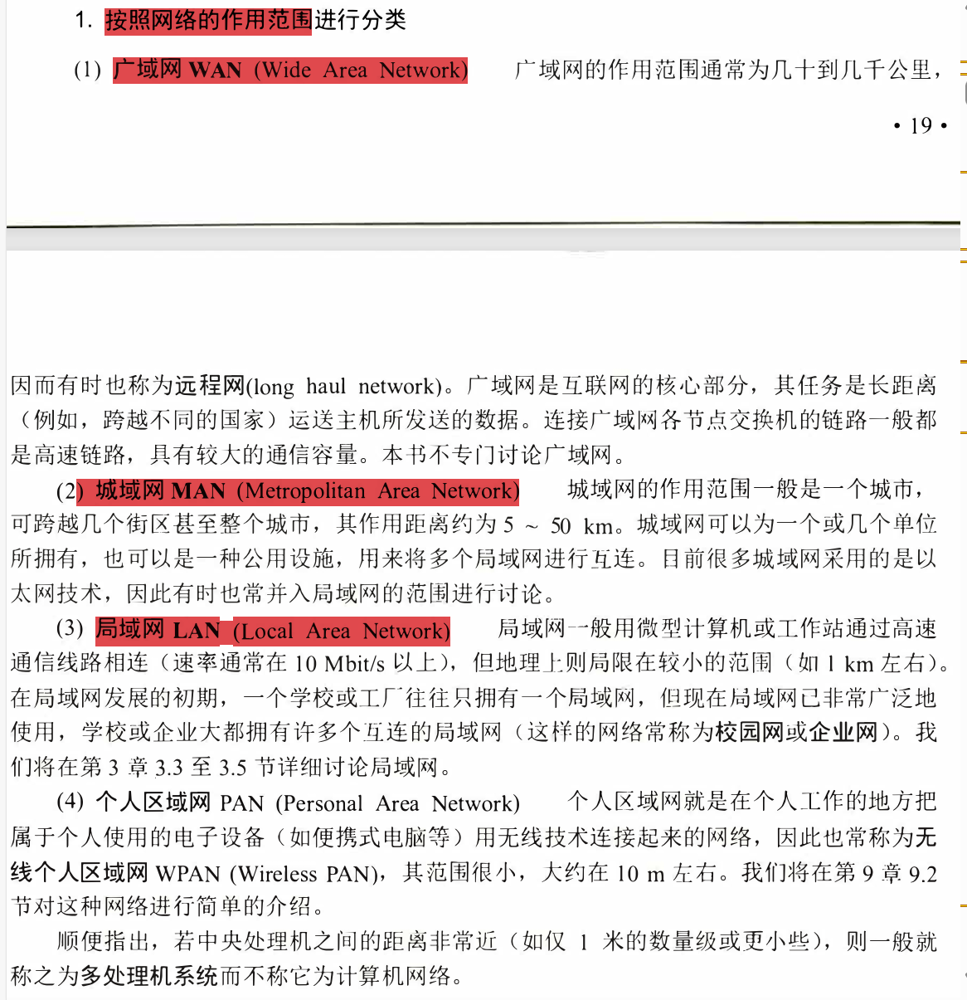 1. 按照网络的作用范围进行分类
(1) 广域网 WAN (Wide Area Network) 广域网的作用范围通常为几十到几千公里，
• 19 •
因而有时也称为远程网(long haul network)。广域网是互联网的核心部分，其任务是长距离
（例如，跨越不同的国家）运送主机所发送的数据。连接广域网各节点交换机的链路一般都
是高速链路，具有较大的通信容量。本书不专门讨论广域网。
(2) 城域网 MAN (Metropolitan Area Network) 城域网的作用范围一般是一个城市，
可跨越几个街区甚至整个城市，其作用距离约为 5 ~ 50 km。城域网可以为一个或几个单位
所拥有，也可以是一种公用设施，用来将多个局域网进行互连。目前很多城域网采用的是以
太网技术，因此有时也常并入局域网的范围进行讨论。
(3) 局域网 LAN (Local Area Network) 局域网一般用微型计算机或工作站通过高速
通信线路相连（速率通常在 10 Mbit/s 以上），但地理上则局限在较小的范围（如 1 km 左右）。
在局域网发展的初期，一个学校或工厂往往只拥有一个局域网，但现在局域网已非常广泛地
使用，学校或企业大都拥有许多个互连的局域网（这样的网络常称为校园网或企业网）。我
们将在第 3 章 3.3 至 3.5 节详细讨论局域网。
(4) 个人区域网 PAN (Personal Area Network) 个人区域网就是在个人工作的地方把
属于个人使用的电子设备（如便携式电脑等）用无线技术连接起来的网络，因此也常称为无
线个人区域网 WPAN (Wireless PAN)，其范围很小，大约在 10 m 左右。我们将在第 9 章 9.2
节对这种网络进行简单的介绍。
顺便指出，若中央处理机之间的距离非常近（如仅 1 米的数量级或更小些），则一般就
称之为多处理机系统而不称它为计算机网络。